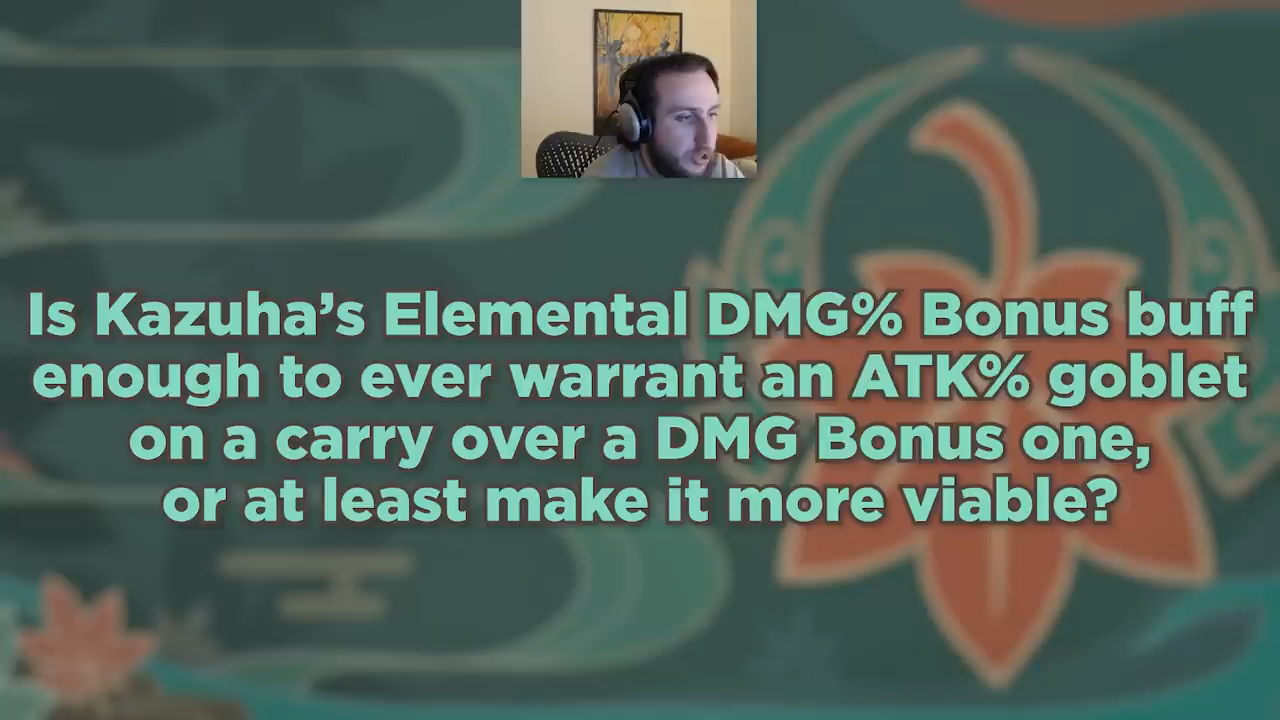 Is Kazuha’s Elemental DMG% Bonus buff
enough to ever warrant an ATK% goblet
on a carry over a DMG Bonus one,
or at least make it more viable?